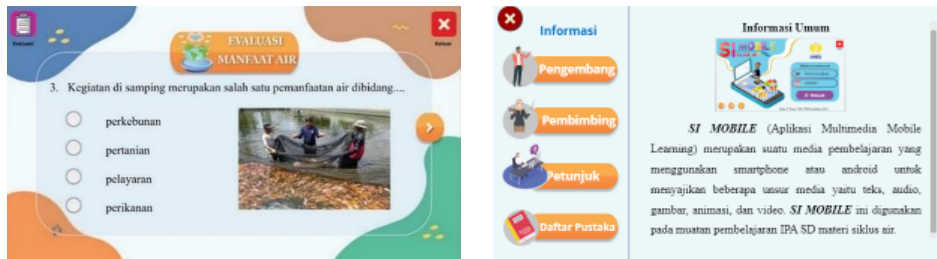 Evaluasi
EVALUASI
MANFAAT AIR
Keluar
3. Kegiatan di samping merupakan salah satu pemanfaatan air dibidang....
perkebunan
pertanian
pelayaran
perikanan
Informasi
Pengembang
Pembimbing
Petunjuk
Daftar Pustaka
Informasi Umum
SI MOBILE
SI MOBILE (Aplikasi Multimedia Mobile
Learning) merupakan suatu media pembelajaran yang
menggunakan smartphone atau android untuk
menyajikan beberapa unsur media yaitu teks, audio,
gambar, animasi, dan video. SI MOBILE ini digunakan
pada muatan pembelajaran IPA SD materi siklus air.